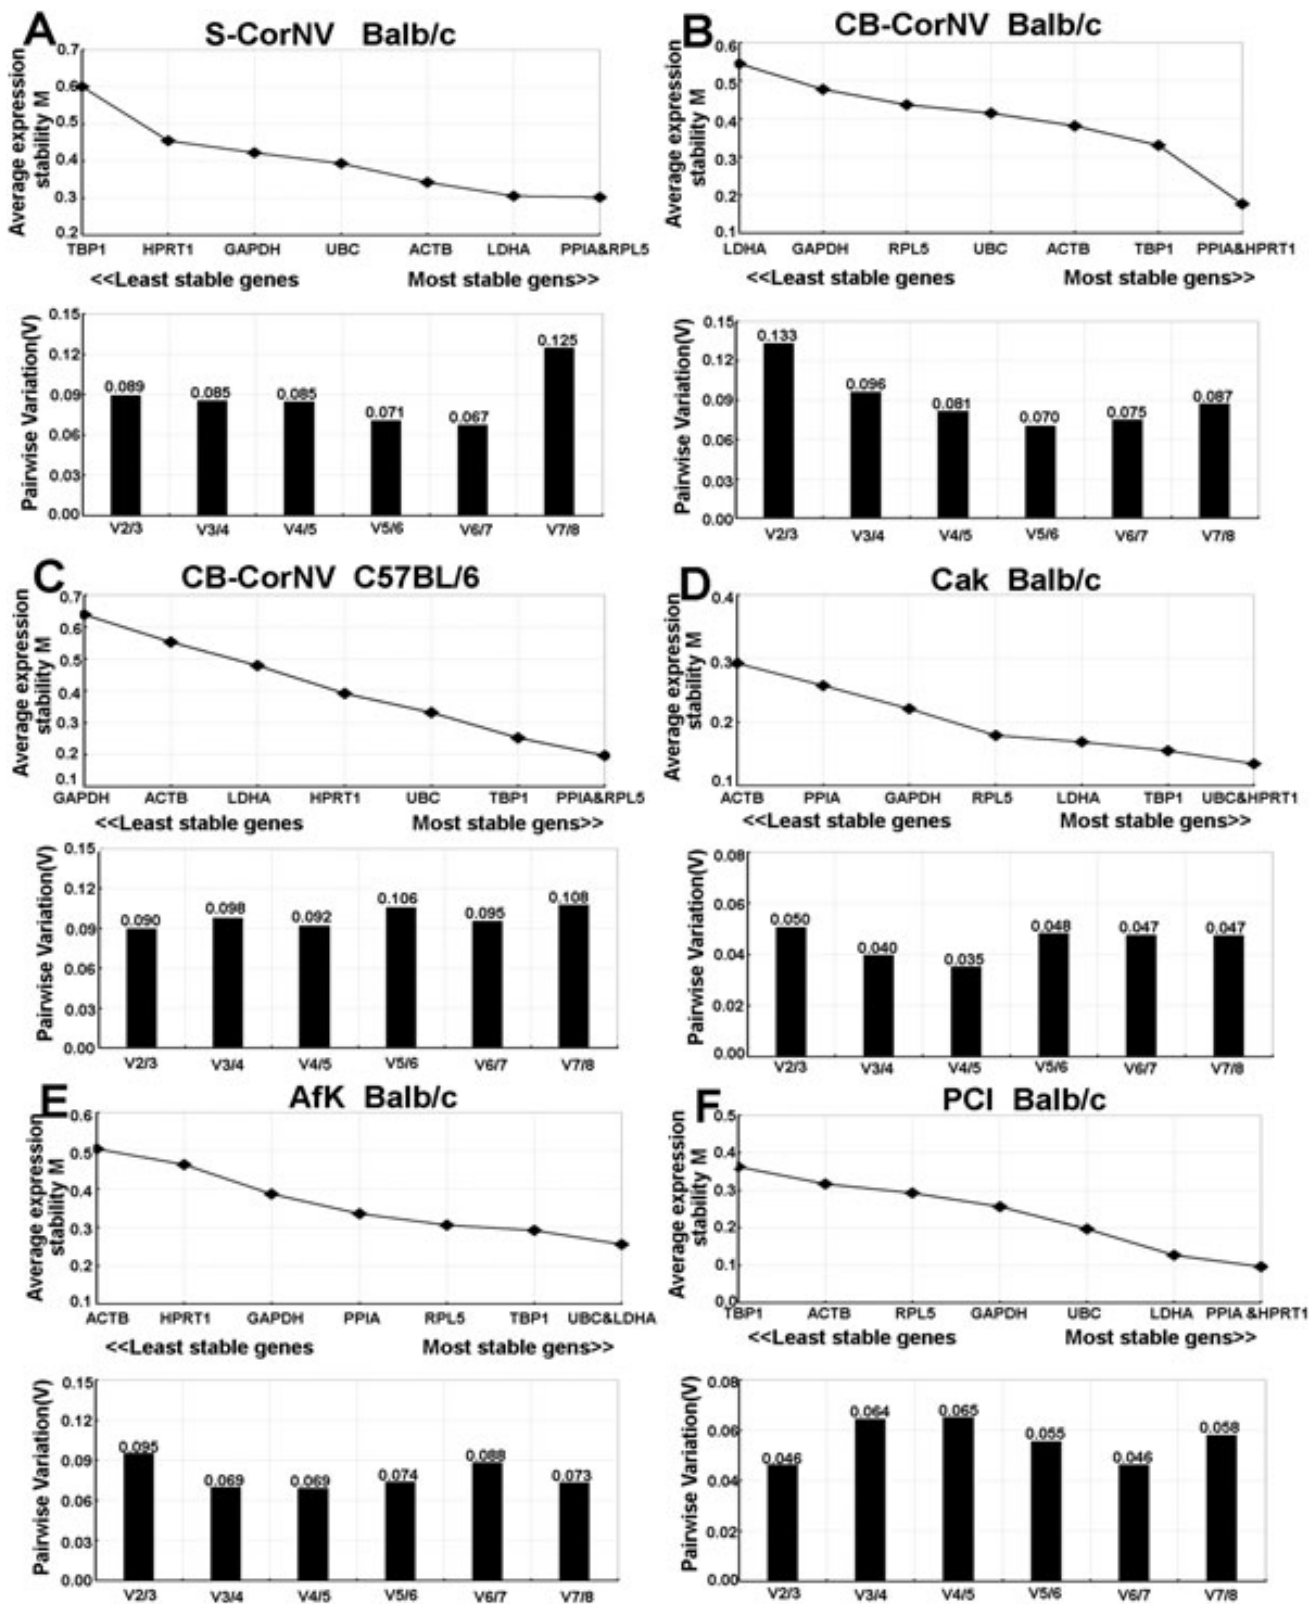 A
S-CorNV Balb/c
Average expression
stability M
0.7
0.6
0.5
0.4
0.3
0.2
TBP1 HPRT1 GAPDH UBC ACTB LDHA PPIA&RPL5
<<Least stable genes Most stable gens>>
Pairwise Variation(V)
0.15
0.12
0.09
0.06
0.03
0.00
0.089 0.085 0.085 0.071 0.067 0.125
V2/3 V3/4 V4/5 V5/6 V6/7 V7/8
B
CB-CorNV Balb/c
Average expression
stability M
0.6
0.5
0.4
0.3
0.2
0.1
LDHA GAPDH RPL5 UBC ACTB TBP1 PPIA&HPRT1
<<Least stable genes Most stable gens>>
Pairwise Variation(V)
0.15
0.12
0.09
0.06
0.03
0.00
0.133 0.096 0.081 0.070 0.075 0.087
V2/3 V3/4 V4/5 V5/6 V6/7 V7/8
C
CB-CorNV C57BL/6
Average expression
stability M
0.7
0.6
0.5
0.4
0.3
0.2
0.1
GAPDH ACTB LDHA HPRT1 UBC TBP1 PPIA&RPL5
<<Least stable genes Most stable gens>>
Pairwise Variation(V)
0.15
0.12
0.09
0.06
0.03
0.00
0.090 0.098 0.092 0.106 0.095 0.108
V2/3 V3/4 V4/5 V5/6 V6/7 V7/8
D
Cak Balb/c
Average expression
stability M
0.4
0.3
0.2
0.1
ACTB PPIA GAPDH RPL5 LDHA TBP1 UBC&HPRT1
<<Least stable genes Most stable gens>>
Pairwise Variation(V)
0.08
0.06
0.04
0.02
0.00
0.050 0.040 0.035 0.048 0.047 0.047
V2/3 V3/4 V4/5 V5/6 V6/7 V7/8
E
AfK Balb/c
Average expression
stability M
0.6
0.5
0.4
0.3
0.2
0.1
ACTB HPRT1 GAPDH PPIA RPL5 TBP1 UBC&LDHA
<<Least stable genes Most stable gens>>
Pairwise Variation(V)
0.15
0.12
0.09
0.06
0.03
0.00
0.095 0.069 0.069 0.074 0.088 0.073
V2/3 V3/4 V4/5 V5/6 V6/7 V7/8
F
PCI Balb/c
Average expression
stability M
0.5
0.4
0.3
0.2
0.1
0.0
TBP1 ACTB RPL5 GAPDH UBC LDHA PPIA &HPRT1
<<Least stable genes Most stable gens>>
Pairwise Variation(V)
0.08
0.06
0.04
0.02
0.00
0.046 0.064 0.065 0.055 0.046 0.058
V2/3 V3/4 V4/5 V5/6 V6/7 V7/8